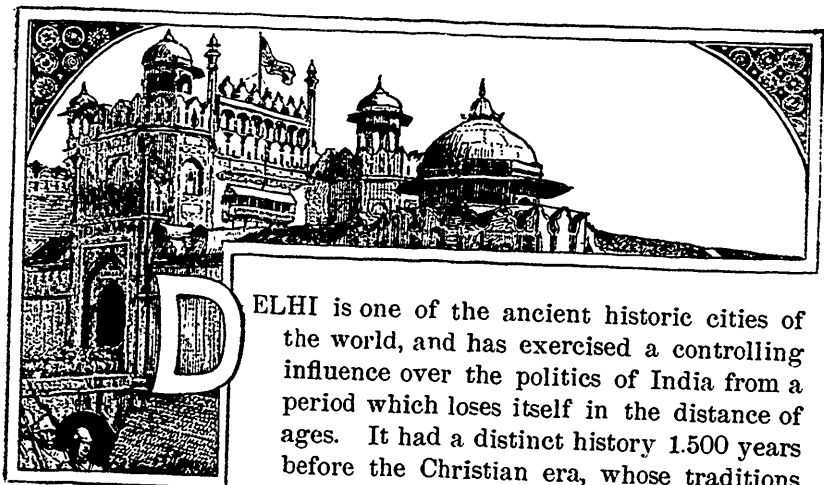 DELHI is one of the ancient historic cities of
the world, and has exercised a controlling
influence over the politics of India from a
period which loses itself in the distance of
ages. It had a distinct history 1.500 years
before the Christian era, whose traditions